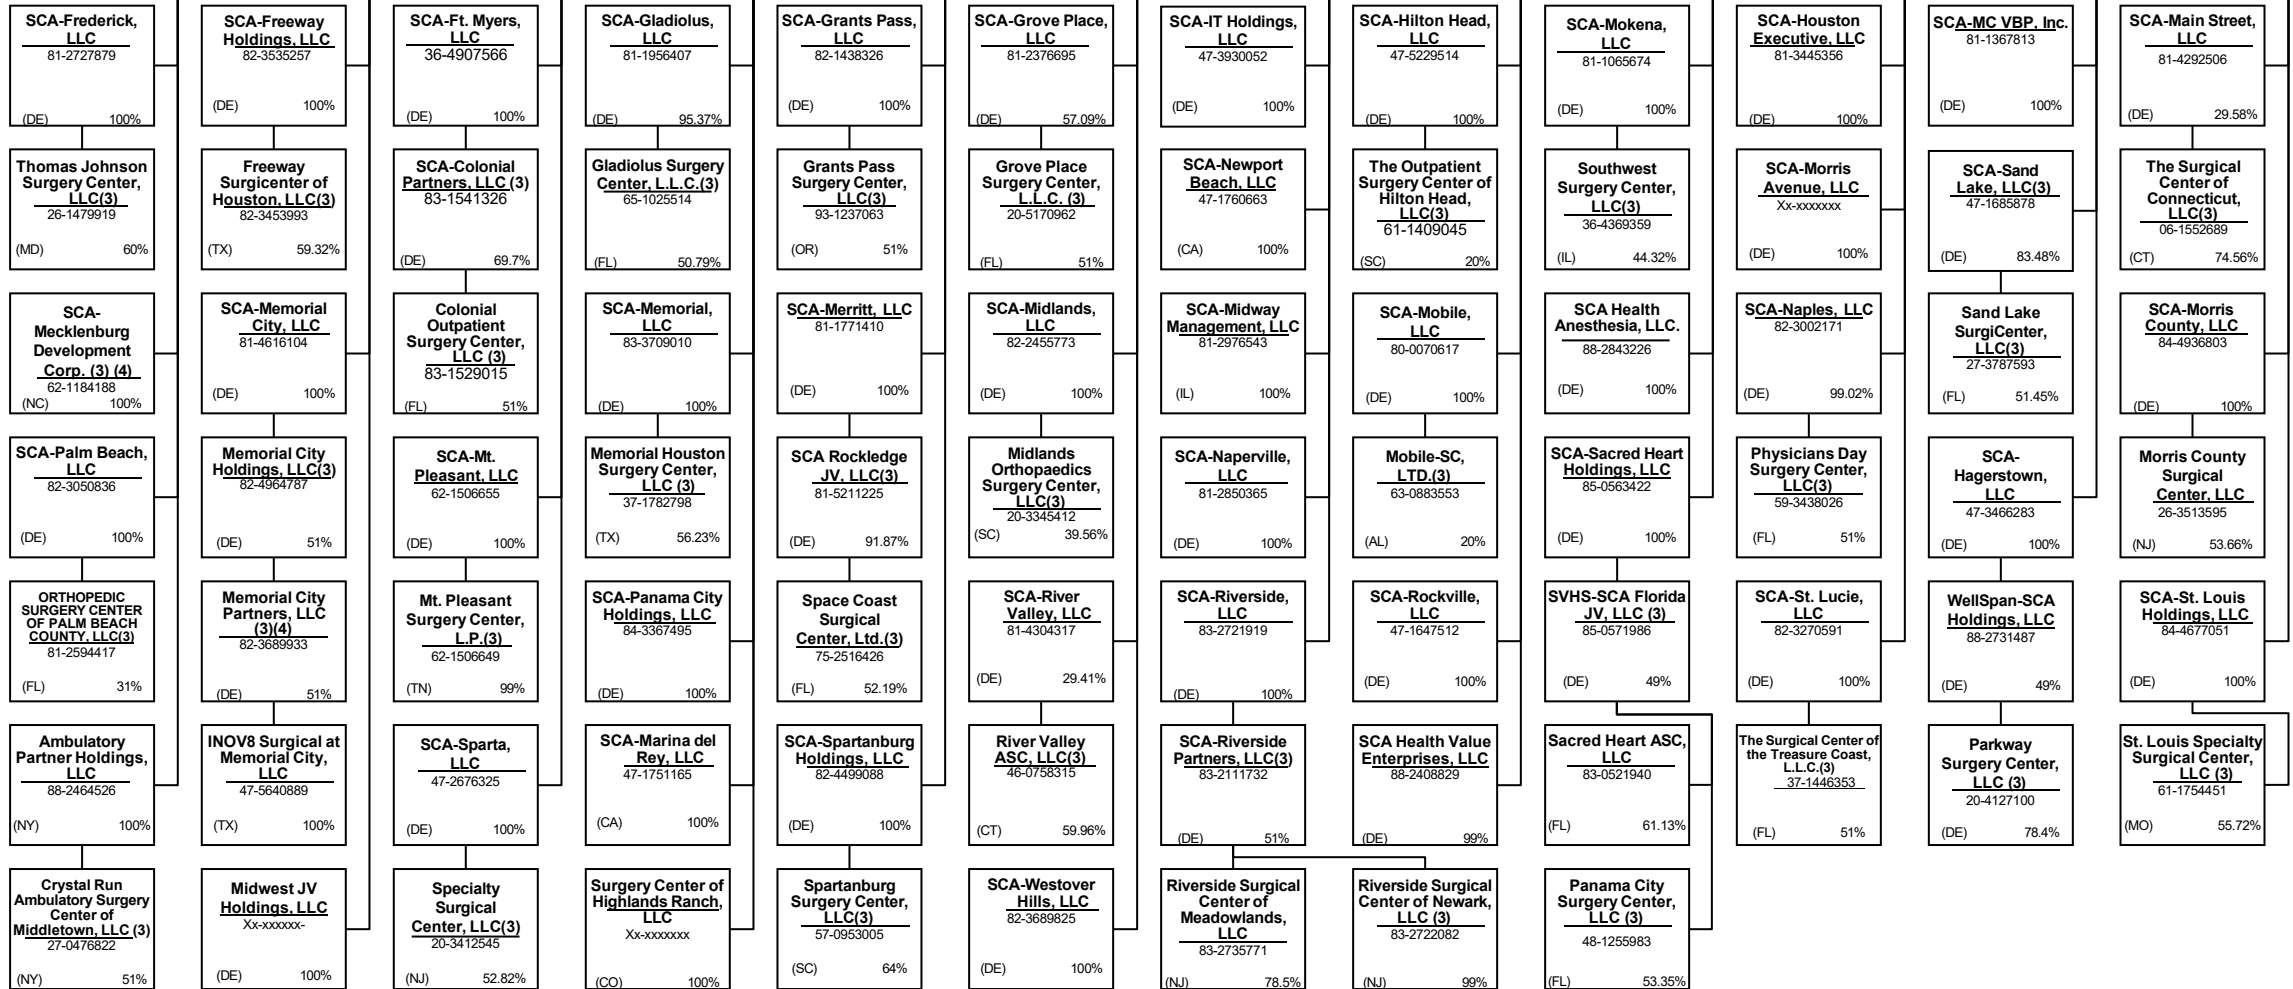 SCA-Frederick,
LLC
81-2727879
(DE) 100%
SCA-Freeway
Holdings, LLC
82-3535257
(DE) 100%
SCA-Ft. Myers,
LLC
36-4907566
(DE) 100%
SCA-Gladiolus,
LLC
81-1956407
(DE) 95.37%
SCA-Grants Pass,
LLC
82-1438326
(DE) 100%
SCA-Grove Place,
LLC
81-2376695
(DE) 57.09%
SCA-IT Holdings,
LLC
47-3930052
(DE) 100%
SCA-Hilton Head,
LLC
47-5229514
(DE) 100%
SCA-Mokena,
LLC
81-1065674
(DE) 100%
SCA-Houston
Executive, LLC
81-3445356
(DE) 100%
SCA-MC VBP, Inc.
81-1367813
(DE) 100%
SCA-Main Street,
LLC
81-4292506
(DE) 29.58%
Thomas Johnson
Surgery Center,
LLC(3)
26-1479919
(MD) 60%
Freeway
Surgicenter of
Houston, LLC(3)
82-3453993
(TX) 59.32%
SCA-Colonial
Partners, LLC (3)
83-1541326
(DE) 69.7%
Gladiolus Surgery
Center, L.L.C.(3)
65-1025514
(FL) 50.79%
Grants Pass
Surgery Center,
LLC(3)
93-1237063
(OR) 51%
Grove Place
Surgery Center,
L.L.C. (3)
20-5170962
(FL) 51%
SCA-Newport
Beach, LLC
47-1760663
(CA) 100%
The Outpatient
Surgery Center of
Hilton Head,
LLC(3)
61-1409045
(SC) 20%
Southwest
Surgery Center,
LLC(3)
36-4369359
(IL) 44.32%
SCA-Morris
Avenue, LLC
Xx-xxxxxxx
(DE) 100%
SCA-Sand
Lake, LLC(3)
47-1685878
(DE) 83.48%
The Surgical
Center of
Connecticut,
LLC(3)
06-1552689
(CT) 74.56%
SCA-
Mecklenburg
Development
Corp. (3) (4)
62-1184188
(NC) 100%
SCA-Memorial
City, LLC
81-4616104
(DE) 100%
Colonial
Outpatient
Surgery Center,
LLC (3)
83-1529015
(FL) 51%
SCA-Memorial,
LLC
83-3709010
(DE) 100%
SCA-Merritt, LLC
81-1771410
(DE) 100%
SCA-Midlands,
LLC
82-2455773
(DE) 100%
SCA-Midway
Management, LLC
81-2976543
(IL) 100%
SCA-Mobile,
LLC
80-0070617
(DE) 100%
SCA Health
Anesthesia, LLC.
88-2843226
(DE) 100%
SCA-Naples, LLC
82-3002171
(DE) 99.02%
Sand Lake
SurgiCenter,
LLC(3)
27-3787593
(FL) 51.45%
SCA-Morris
County, LLC
84-4936803
(DE) 100%
SCA-Palm Beach,
LLC
82-3050836
(DE) 100%
Memorial City
Holdings, LLC(3)
82-4964787
(DE) 51%
SCA-Mt.
Pleasant, LLC
62-1506655
(DE) 100%
Memorial Houston
Surgery Center,
LLC (3)
37-1782798
(TX) 56.23%
SCA Rockledge
JV, LLC(3)
81-5211225
(DE) 91.87%
Midlands
Orthopaedics
Surgery Center,
LLC(3)
20-3345412
(SC) 39.56%
SCA-Naperville,
LLC
81-2850365
(DE) 100%
Mobile-SC,
LTD.(3)
63-0883553
(AL) 20%
SCA-Sacred Heart
Holdings, LLC
85-0563422
(DE) 100%
Physicians Day
Surgery Center,
LLC(3)
59-3438026
(FL) 51%
SCA-
Hagerstown,
LLC
47-3466283
(DE) 100%
Morris County
Surgical
Center, LLC
26-3513595
(NJ) 53.66%
ORTHOPEDIC
SURGERY CENTER
OF PALM BEACH
COUNTY, LLC(3)
81-2594417
(FL) 31%
Memorial City
Partners, LLC
(3)(4)
82-3689933
(DE) 51%
Mt. Pleasant
Surgery Center,
L.P.(3)
62-1506649
(TN) 99%
SCA-Panama City
Holdings, LLC
84-3367495
(DE) 100%
Space Coast
Surgical
Center, Ltd.(3)
75-2516426
(FL) 52.19%
SCA-River
Valley, LLC
81-4304317
(DE) 29.41%
SCA-Riverside,
LLC
83-2721919
(DE) 100%
SCA-Rockville,
LLC
47-1647512
(DE) 100%
SVHS-SCA Florida
JV, LLC (3)
85-0571986
(DE) 49%
SCA-St. Lucie,
LLC
82-3270591
(DE) 100%
WellSpan-SCA
Holdings, LLC
88-2731487
(DE) 49%
SCA-St. Louis
Holdings, LLC
84-4677051
(DE) 100%
Ambulatory
Partner Holdings,
LLC
88-2464526
(NY) 100%
INOV8 Surgical at
Memorial City,
LLC
47-5640889
(TX) 100%
SCA-Sparta,
LLC
47-2676325
(DE) 100%
SCA-Marina del
Rey, LLC
47-1751165
(CA) 100%
SCA-Spartanburg
Holdings, LLC
82-4499088
(DE) 100%
River Valley
ASC, LLC(3)
46-0758315
(CT) 59.96%
SCA-Riverside
Partners, LLC(3)
83-2111732
(DE) 51%
SCA Health Value
Enterprises, LLC
88-2408829
(DE) 99%
Sacred Heart ASC,
LLC
83-0521940
(FL) 61.13%
The Surgical Center of
the Treasure Coast,
L.L.C.(3)
37-1446353
(FL) 51%
Parkway
Surgery Center,
LLC (3)
20-4127100
(DE) 78.4%
St. Louis Specialty
Surgical Center,
LLC (3)
61-1754451
(MO) 55.72%
Crystal Run
Ambulatory Surgery
Center of
Middletown, LLC (3)
27-0476822
(NY) 51%
Midwest JV
Holdings, LLC
Xx-xxxxxx-
(DE) 100%
Specialty
Surgical
Center, LLC(3)
20-3412545
(NJ) 52.82%
Surgery Center of
Highlands Ranch,
LLC
Xx-xxxxxxx
(CO) 100%
Spartanburg
Surgery Center,
LLC(3)
57-0953005
(SC) 64%
SCA-Westover
Hills, LLC
82-3689825
(DE) 100%
Riverside Surgical
Center of
Meadowlands,
LLC
83-2735771
(NJ) 78.5%
Riverside Surgical
Center of Newark,
LLC (3)
83-2722082
(NJ) 99%
Panama City
Surgery Center,
LLC (3)
48-1255983
(FL) 53.35%